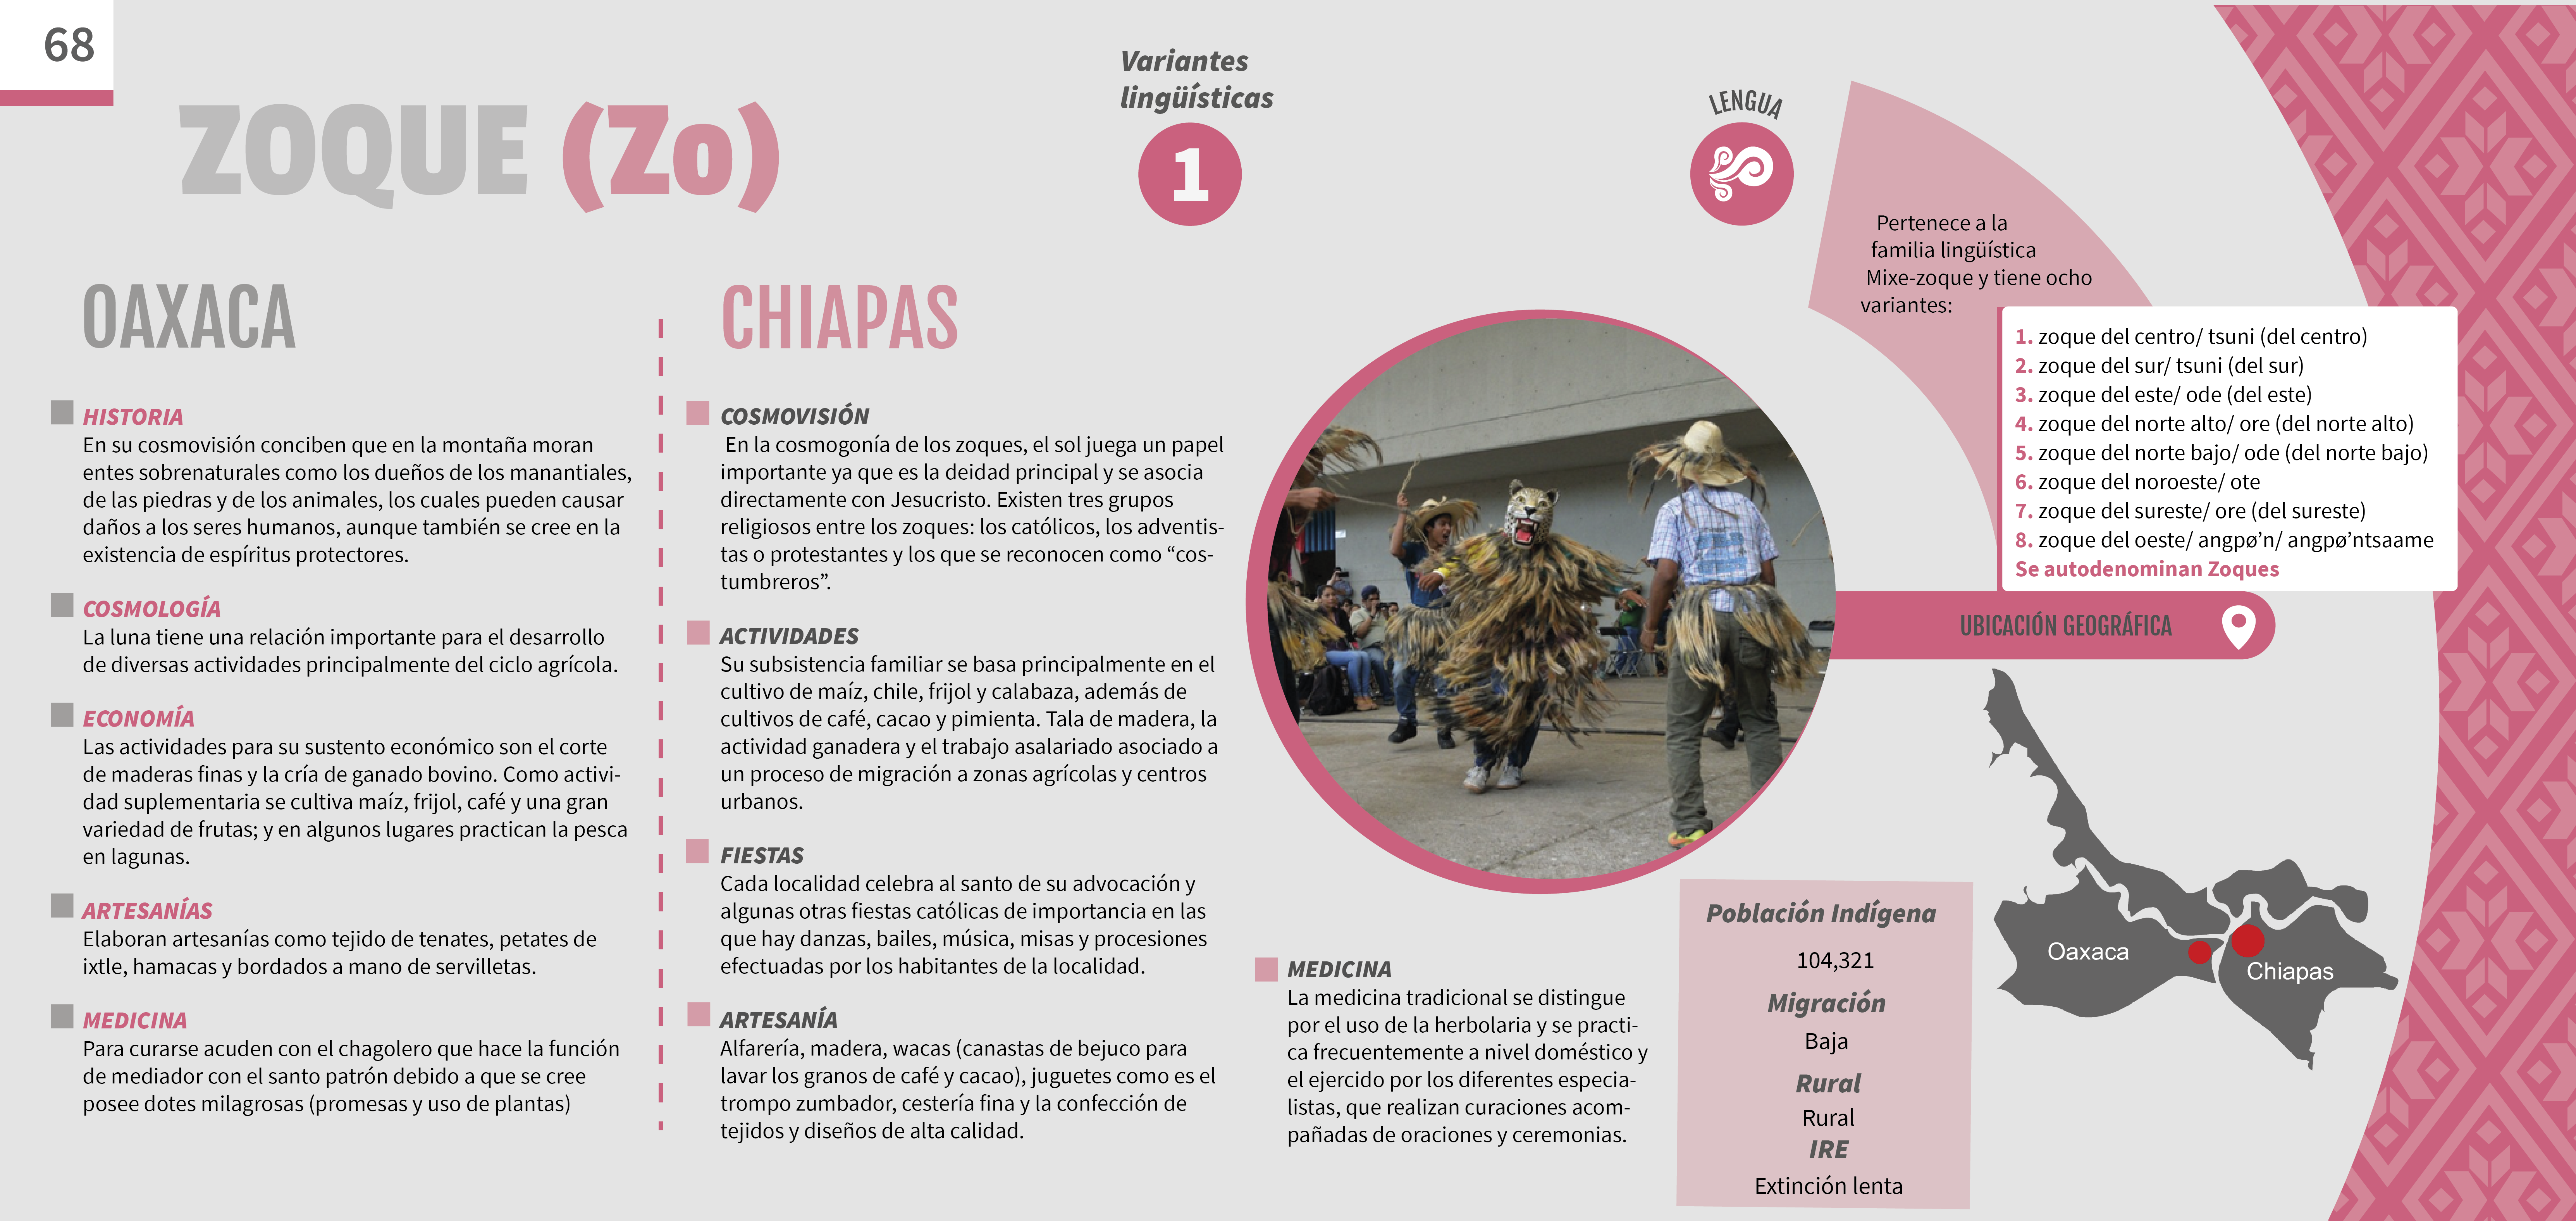 68
ZOQUE (Zo)
Variantes
lingüísticas
1
LENGUA
Pertenece a la
familia lingüística
Mixe-zoque y tiene ocho
variantes:
1. zoque del centro/ tsuni (del centro)
2. zoque del sur/ tsuni (del sur)
3. zoque del este/ ode (del este)
4. zoque del norte alto/ ore (del norte alto)
5. zoque del norte bajo/ ode (del norte bajo)
6. zoque del noroeste/ ote
7. zoque del sureste/ ore (del sureste)
8. zoque del oeste/ angpø’n/ angpø’ntsaame
Se autodenominan Zoques
OAXACA
HISTORIA
En su cosmovisión conciben que en la montaña moran
entes sobrenaturales como los dueños de los manantiales,
de las piedras y de los animales, los cuales pueden causar
daños a los seres humanos, aunque también se cree en la
existencia de espíritus protectores.
COSMOLOGÍA
La luna tiene una relación importante para el desarrollo
de diversas actividades principalmente del ciclo agrícola.
ECONOMÍA
Las actividades para su sustento económico son el corte
de maderas finas y la cría de ganado bovino. Como activi-
dad suplementaria se cultiva maíz, frijol, café y una gran
variedad de frutas; y en algunos lugares practican la pesca
en lagunas.
ARTESANÍAS
Elaboran artesanías como tejido de tenates, petates de
ixtle, hamacas y bordados a mano de servilletas.
MEDICINA
Para curarse acuden con el chagolero que hace la función
de mediador con el santo patrón debido a que se cree
posee dotes milagrosas (promesas y uso de plantas)
CHIAPAS
COSMOVISIÓN
En la cosmogonía de los zoques, el sol juega un papel
importante ya que es la deidad principal y se asocia
directamente con Jesucristo. Existen tres grupos
religiosos entre los zoques: los católicos, los adventis-
tas o protestantes y los que se reconocen como “cos-
tumbreros”.
ACTIVIDADES
Su subsistencia familiar se basa principalmente en el
cultivo de maíz, chile, frijol y calabaza, además de
cultivos de café, cacao y pimienta. Tala de madera, la
actividad ganadera y el trabajo asalariado asociado a
un proceso de migración a zonas agrícolas y centros
urbanos.
FIESTAS
Cada localidad celebra al santo de su advocación y
algunas otras fiestas católicas de importancia en las
que hay danzas, bailes, música, misas y procesiones
efectuadas por los habitantes de la localidad.
ARTESANÍA
Alfarería, madera, wacas (canastas de bejuco para
lavar los granos de café y cacao), juguetes como es el
trompo zumbador, cestería fina y la confección de
tejidos y diseños de alta calidad.
MEDICINA
La medicina tradicional se distingue
por el uso de la herbolaria y se practi-
ca frecuentemente a nivel doméstico y
el ejercido por los diferentes especia-
listas, que realizan curaciones acom-
pañadas de oraciones y ceremonias.
Población Indígena
104,321
Migración
Baja
Rural
Rural
IRE
Extinción lenta
UBICACIÓN GEOGRÁFICA
Oaxaca
Chiapas